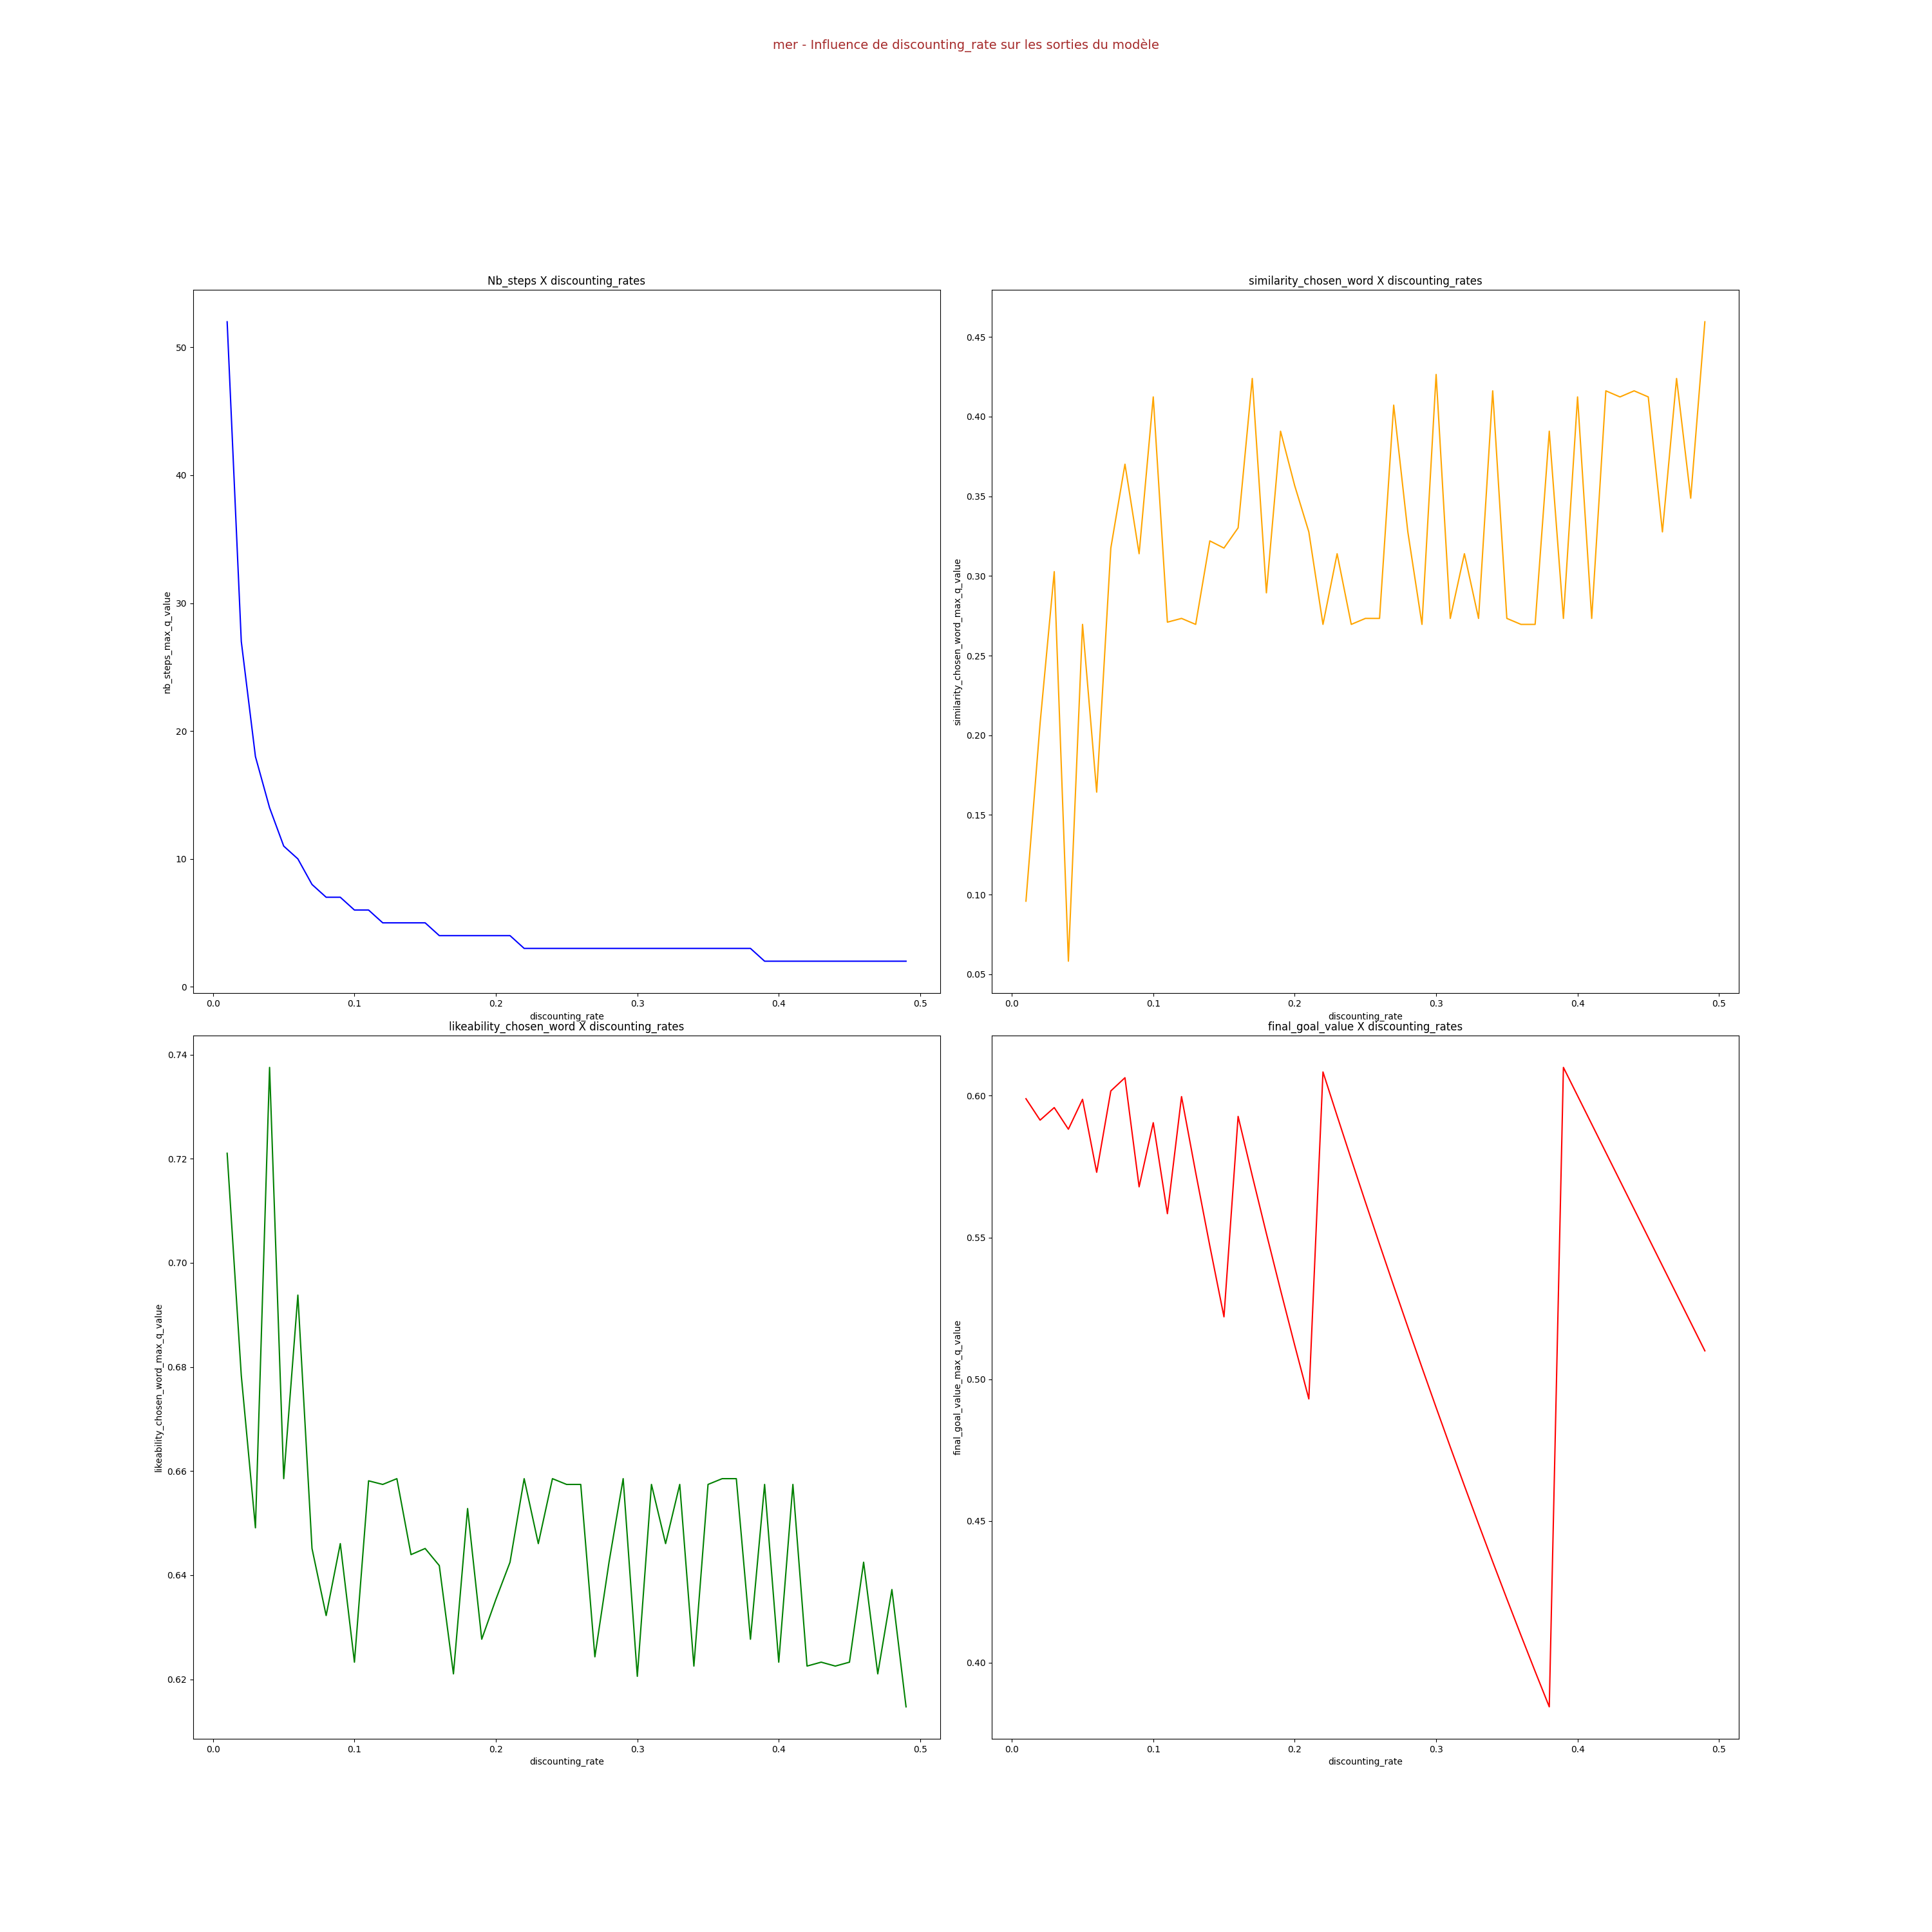 mer - Influence de discounting_rate sur les sorties du modèle
Nb_steps X discounting_rates
nb_steps_max_q_value
50
40
30
20
10
0
0.0 0.1 0.2 0.3 0.4 0.5
discounting_rate
similarity_chosen_word X discounting_rates
similarity_chosen_word_max_q_value
0.45
0.40
0.35
0.30
0.25
0.20
0.15
0.10
0.05
0.0 0.1 0.2 0.3 0.4 0.5
discounting_rate
likeability_chosen_word X discounting_rates
likeability_chosen_word_max_q_value
0.74
0.72
0.70
0.68
0.66
0.64
0.62
0.0 0.1 0.2 0.3 0.4 0.5
discounting_rate
final_goal_value X discounting_rates
final_goal_value_max_q_value
0.60
0.55
0.50
0.45
0.40
0.0 0.1 0.2 0.3 0.4 0.5
discounting_rate